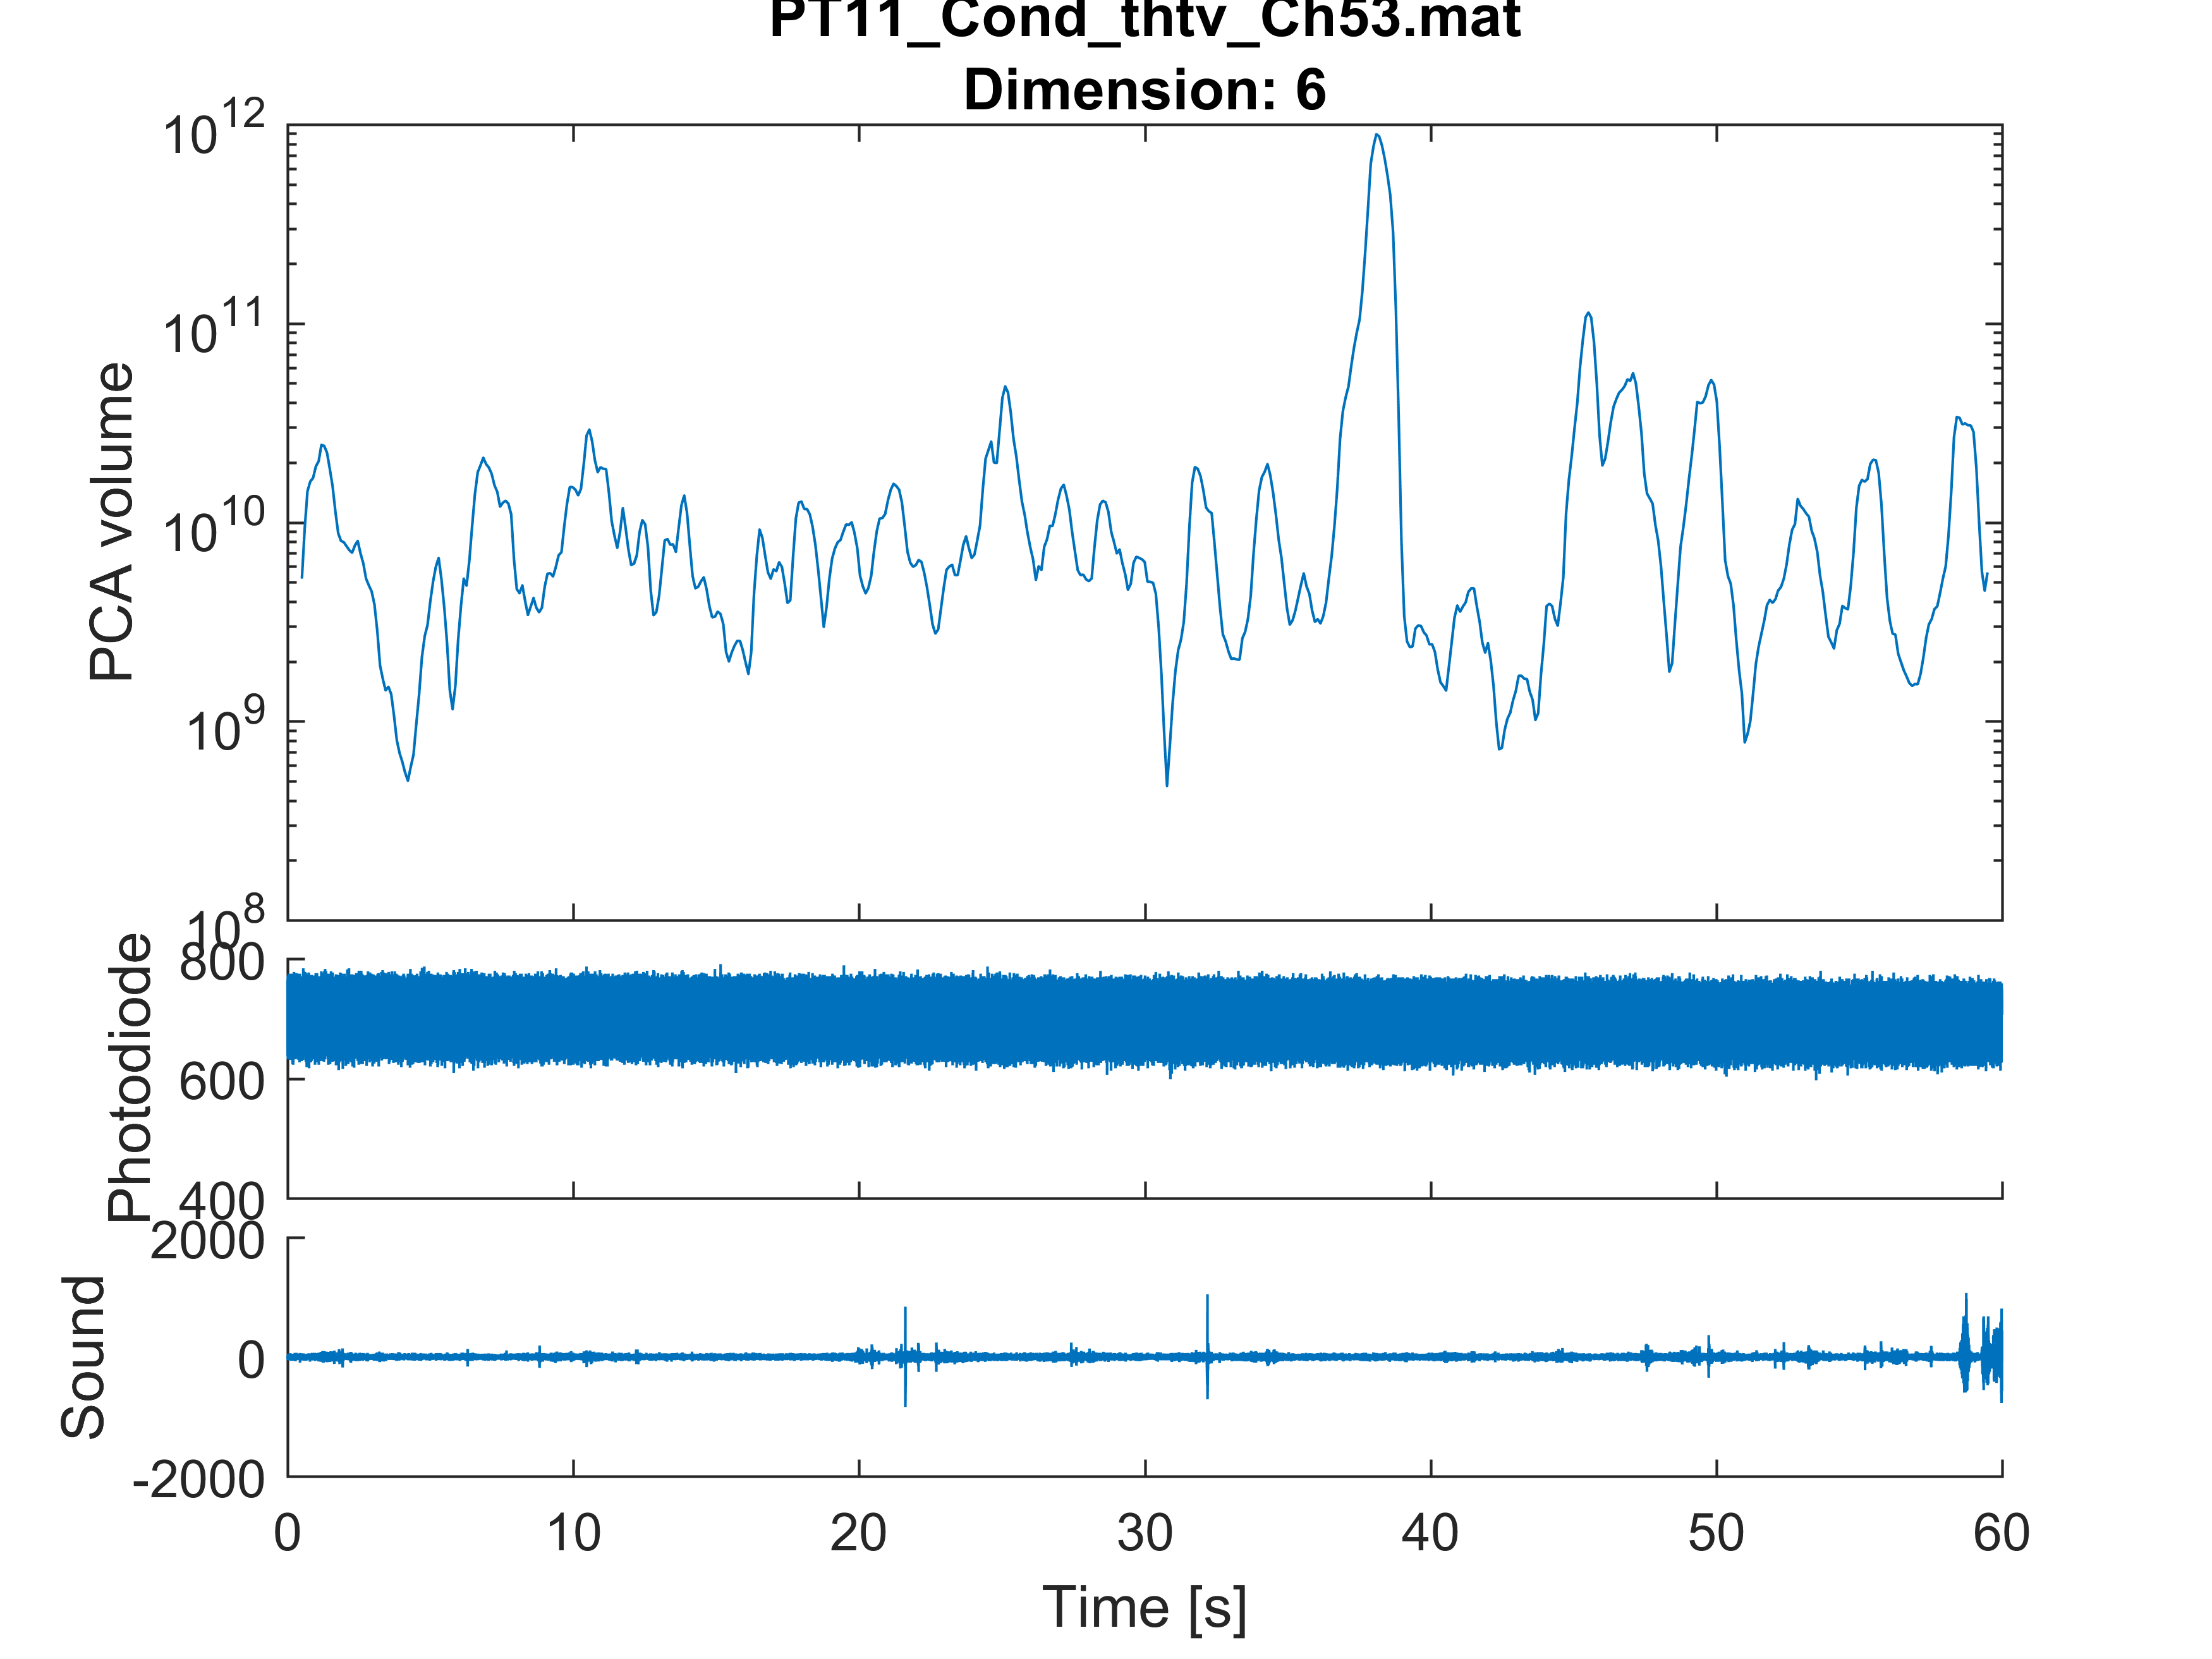 PT11_Cond_thtv_Ch53.mat
Dimension: 6
10^12
10^11
10^10
10^9
10^8
PCA volume
800
600
400
Photodiode
2000
0
-2000
Sound
0 10 20 30 40 50 60
Time [s]